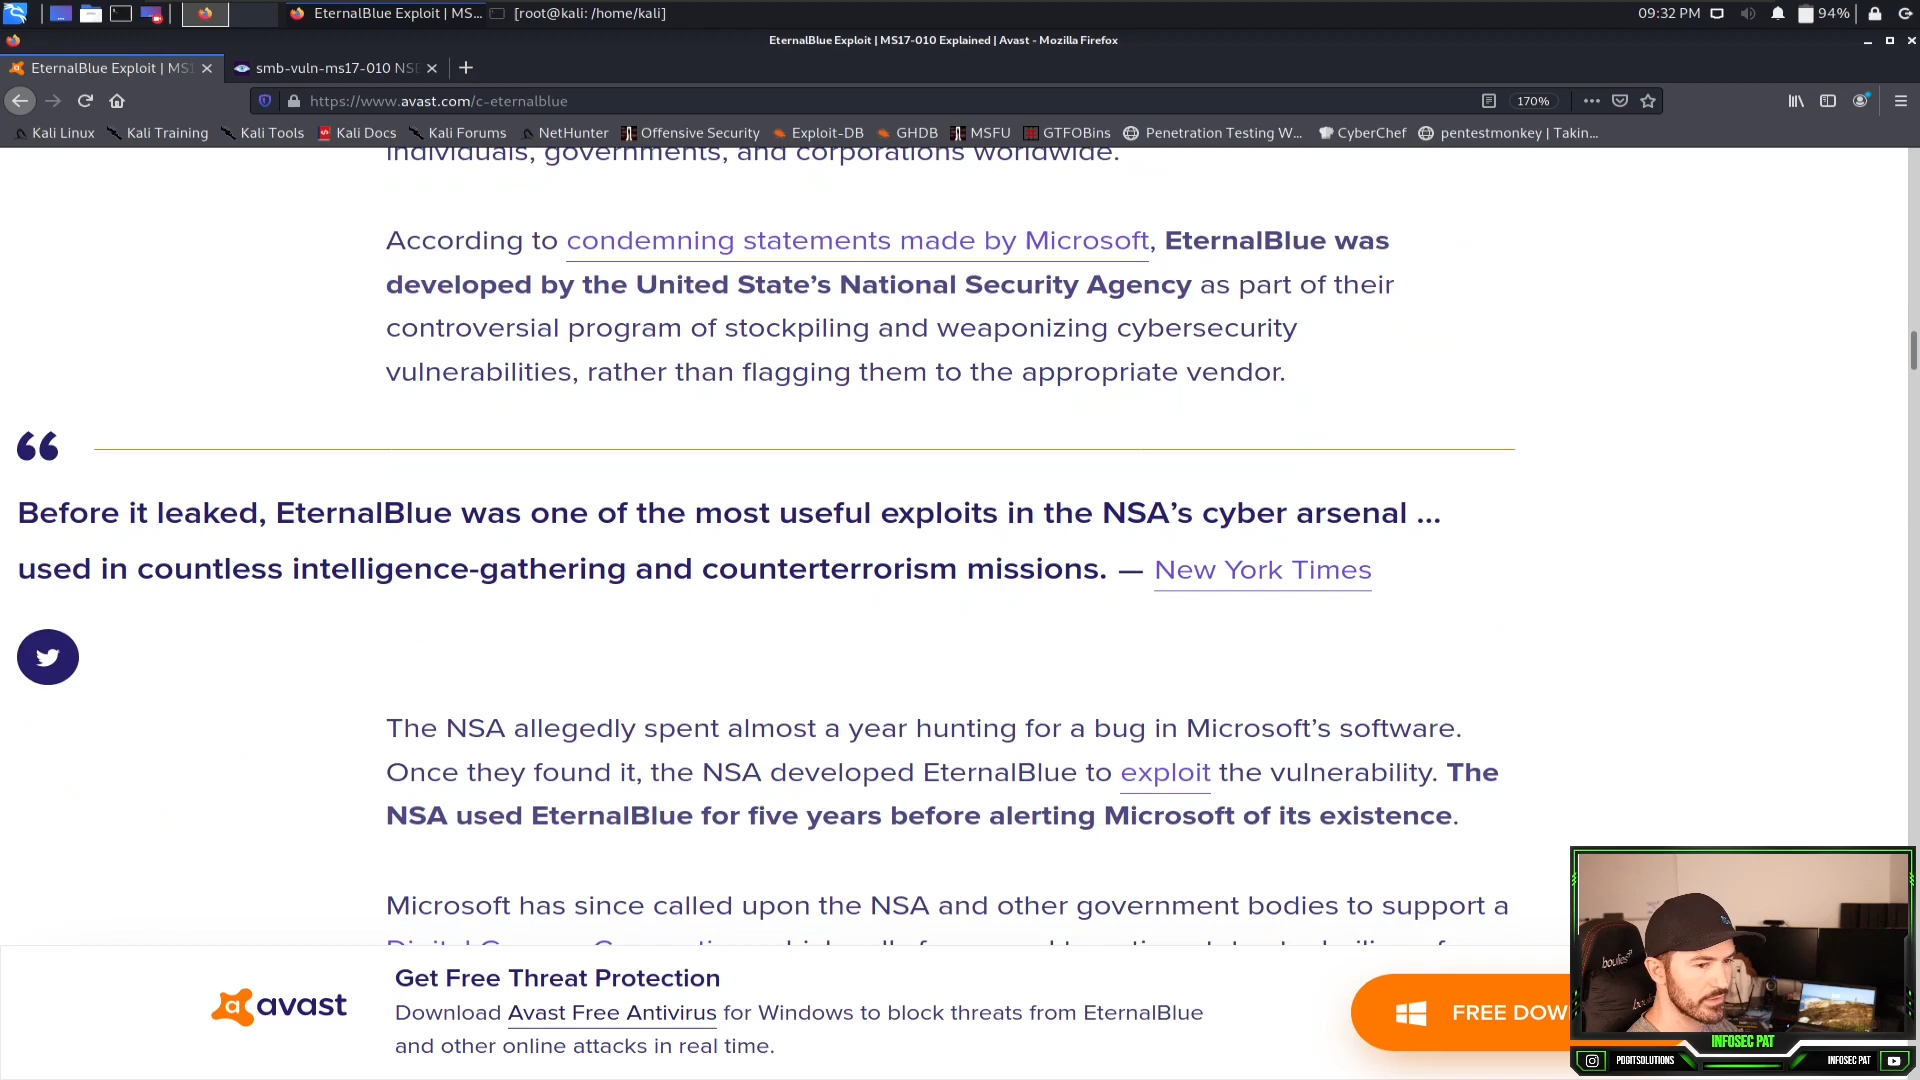 EternalBlue Exploit | MS...
[root@kali: /home/kali]
09:32 PM
94%
EternalBlue Exploit | MS17-010 Explained | Avast - Mozilla Firefox
EternalBlue Exploit | MS1
smb-vuln-ms17-010 NSE
https://www.avast.com/c-eternalblue
170%
Kali Linux
Kali Training
Kali Tools
Kali Docs
Kali Forums
NetHunter
Offensive Security
Exploit-DB
GHDB
MSFU
GTFOBins
Penetration Testing W...
CyberChef
pentestmonkey | Takin...
individuals, governments, and corporations worldwide.
According to condemning statements made by Microsoft, EternalBlue was
developed by the United State’s National Security Agency as part of their
controversial program of stockpiling and weaponizing cybersecurity
vulnerabilities, rather than flagging them to the appropriate vendor.
Before it leaked, EternalBlue was one of the most useful exploits in the NSA’s cyber arsenal ...
used in countless intelligence-gathering and counterterrorism missions. — New York Times
The NSA allegedly spent almost a year hunting for a bug in Microsoft’s software.
Once they found it, the NSA developed EternalBlue to exploit the vulnerability. The
NSA used EternalBlue for five years before alerting Microsoft of its existence.
Microsoft has since called upon the NSA and other government bodies to support a
avast
Get Free Threat Protection
Download Avast Free Antivirus for Windows to block threats from EternalBlue
and other online attacks in real time.
FREE DOW
INFOSEC PAT
PDDITSOLUTIONS
INFOSEC PAT